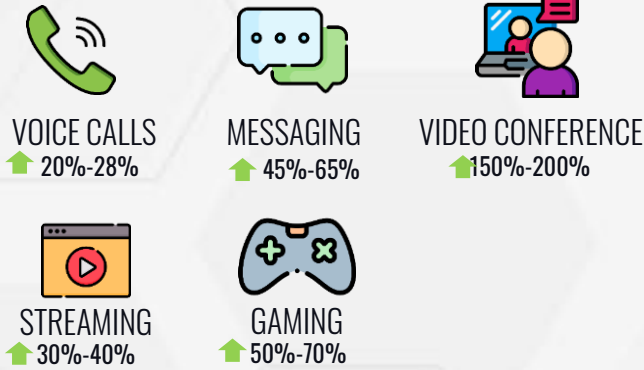 VOICE CALLS
20%-28%
MESSAGING
45%-65%
VIDEO CONFERENCE
150%-200%
STREAMING
30%-40%
GAMING
50%-70%